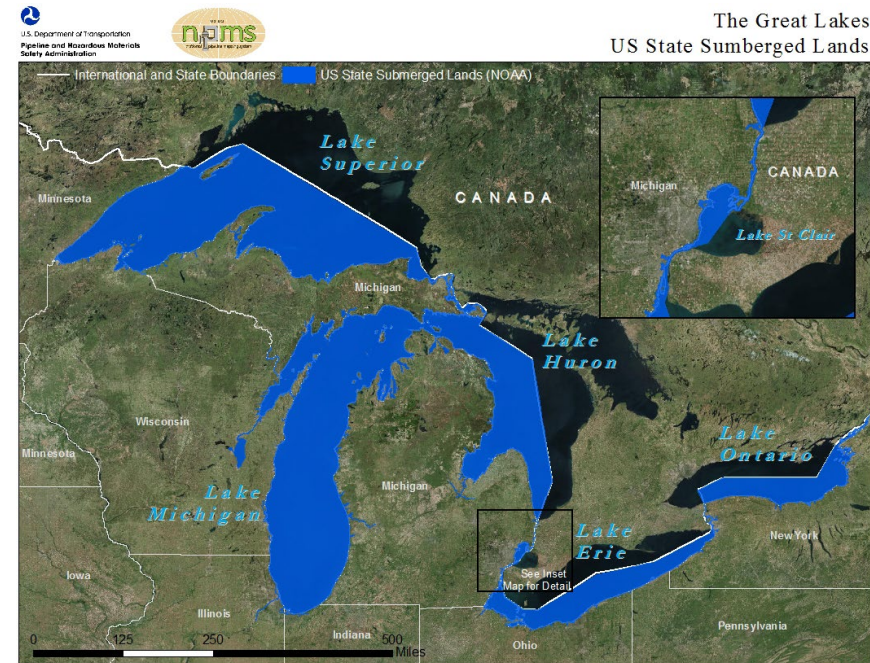 U.S. Department of Transportation
Pipeline and Hazardous Materials
Safety Administration
npms
The Great Lakes
US State Sumberged Lands
International and State Boundaries
US State Submerged Lands (NOAA)
Lake
Superior
CANADA
Minnesota
Michigan
Michigan
CANADA
Lake St Clair
Lake
Huron
Wisconsin
Minnesota
Lake
Ontario
Michigan
Lake
Michigan
Lake
Erie
New York
See Inset
Map for Detail
Iowa
Illinois
Indiana
Ohio
Pennsylvania
0 125 250 500
Miles